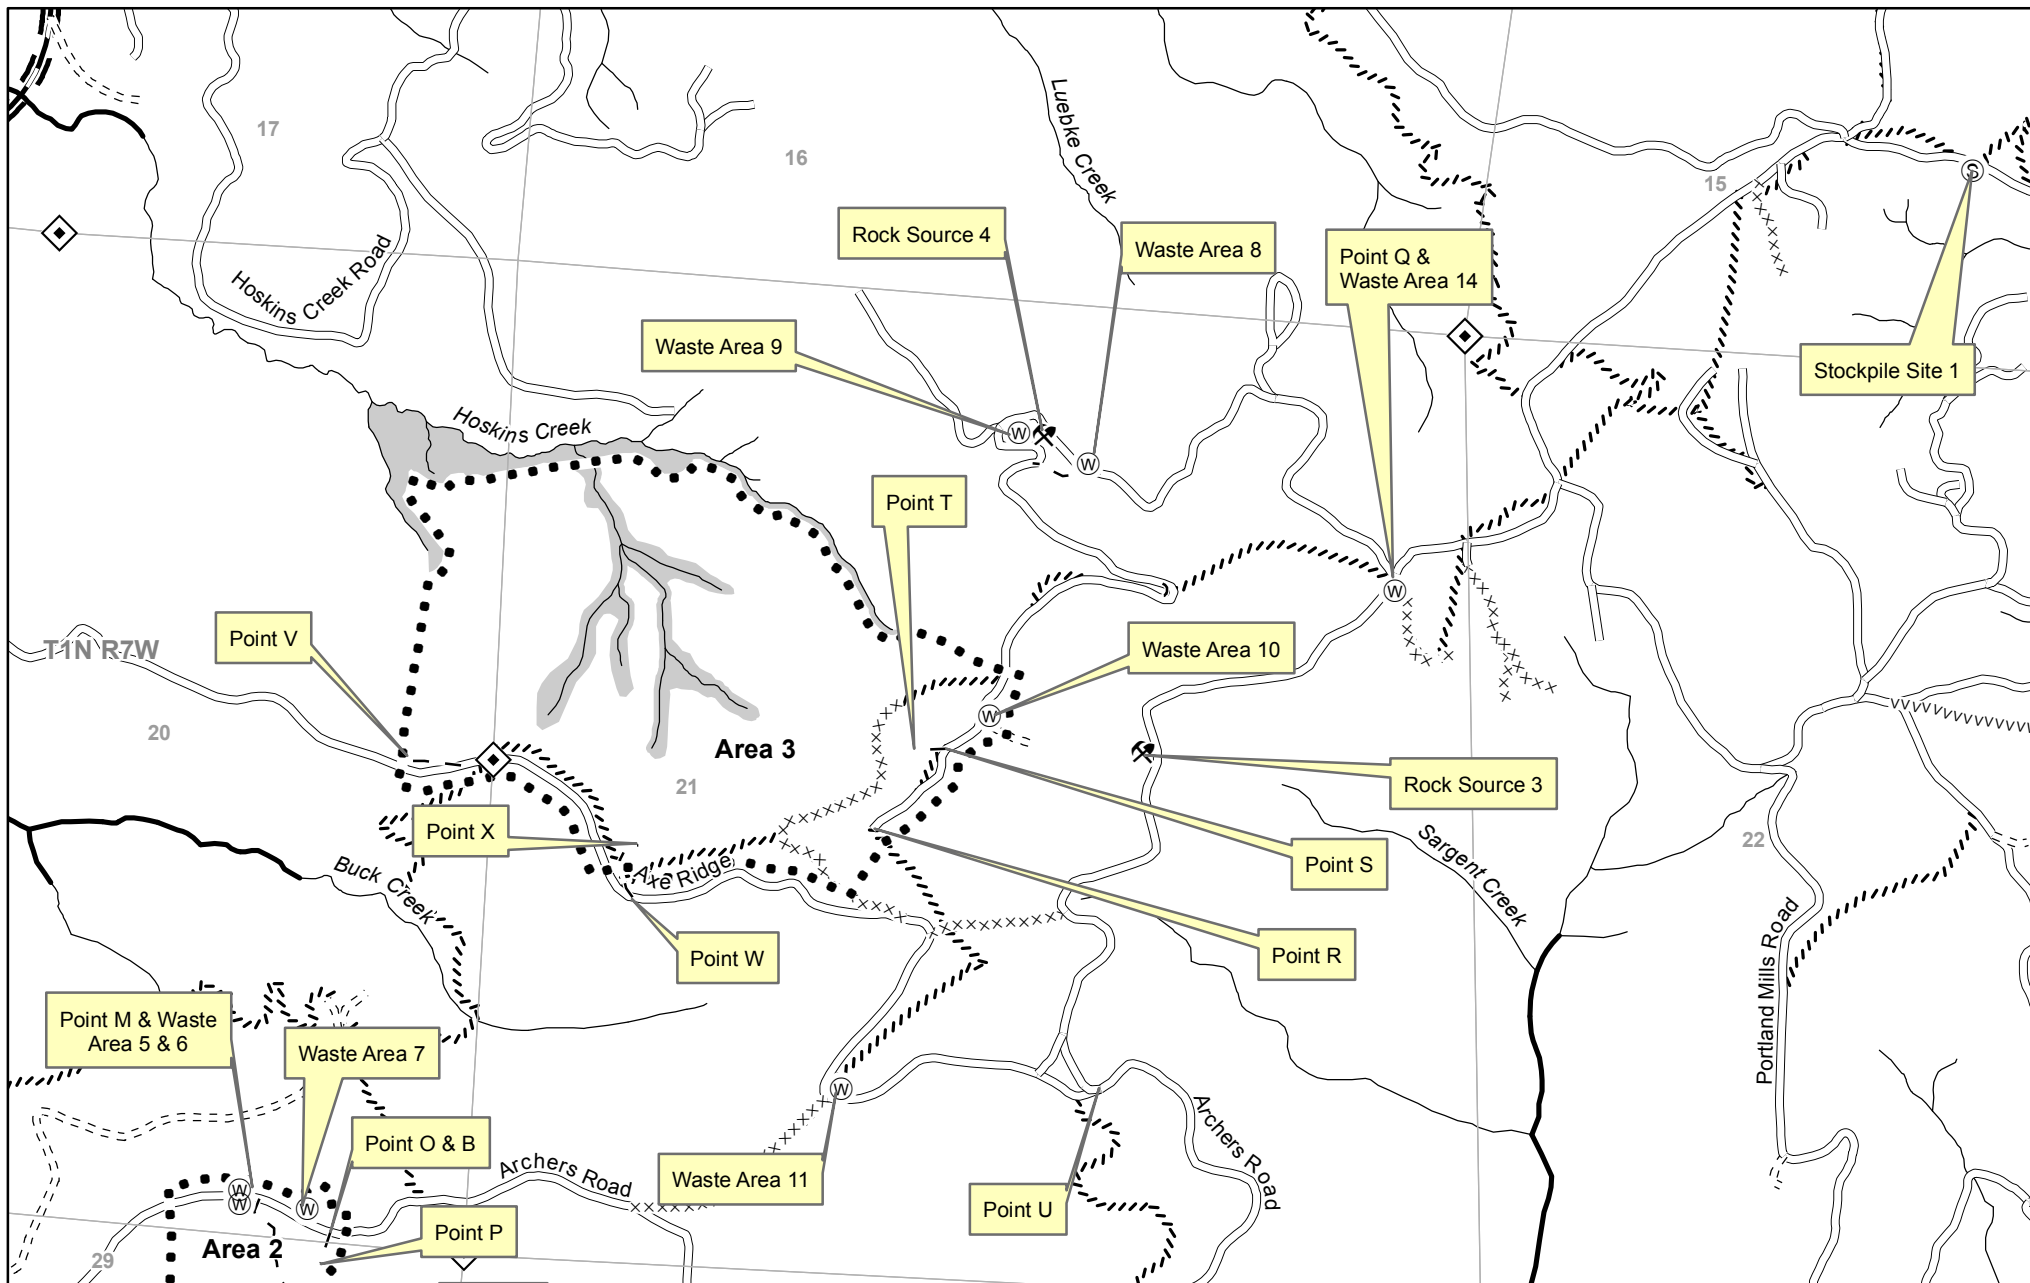 17
16
15
Luebke Creek
S
Rock Source 4
Waste Area 8
Point Q &
Waste Area 14
Hoskins Creek Road
Waste Area 9
Stockpile Site 1
Hoskins Creek
W
W
Point T
W
Point V
T1N R7W
Waste Area 10
W
20
Area 3
21
Rock Source 3
Point X
Axe Ridge
Point S
22
Buck Creek
Sargent Creek
Point W
Point R
Portland Mills Road
Point M & Waste
Area 5 & 6
Waste Area 7
W
Archers Road
Point O & B
Archers Road
Waste Area 11
W
W
W
Point U
Point P
29
Area 2